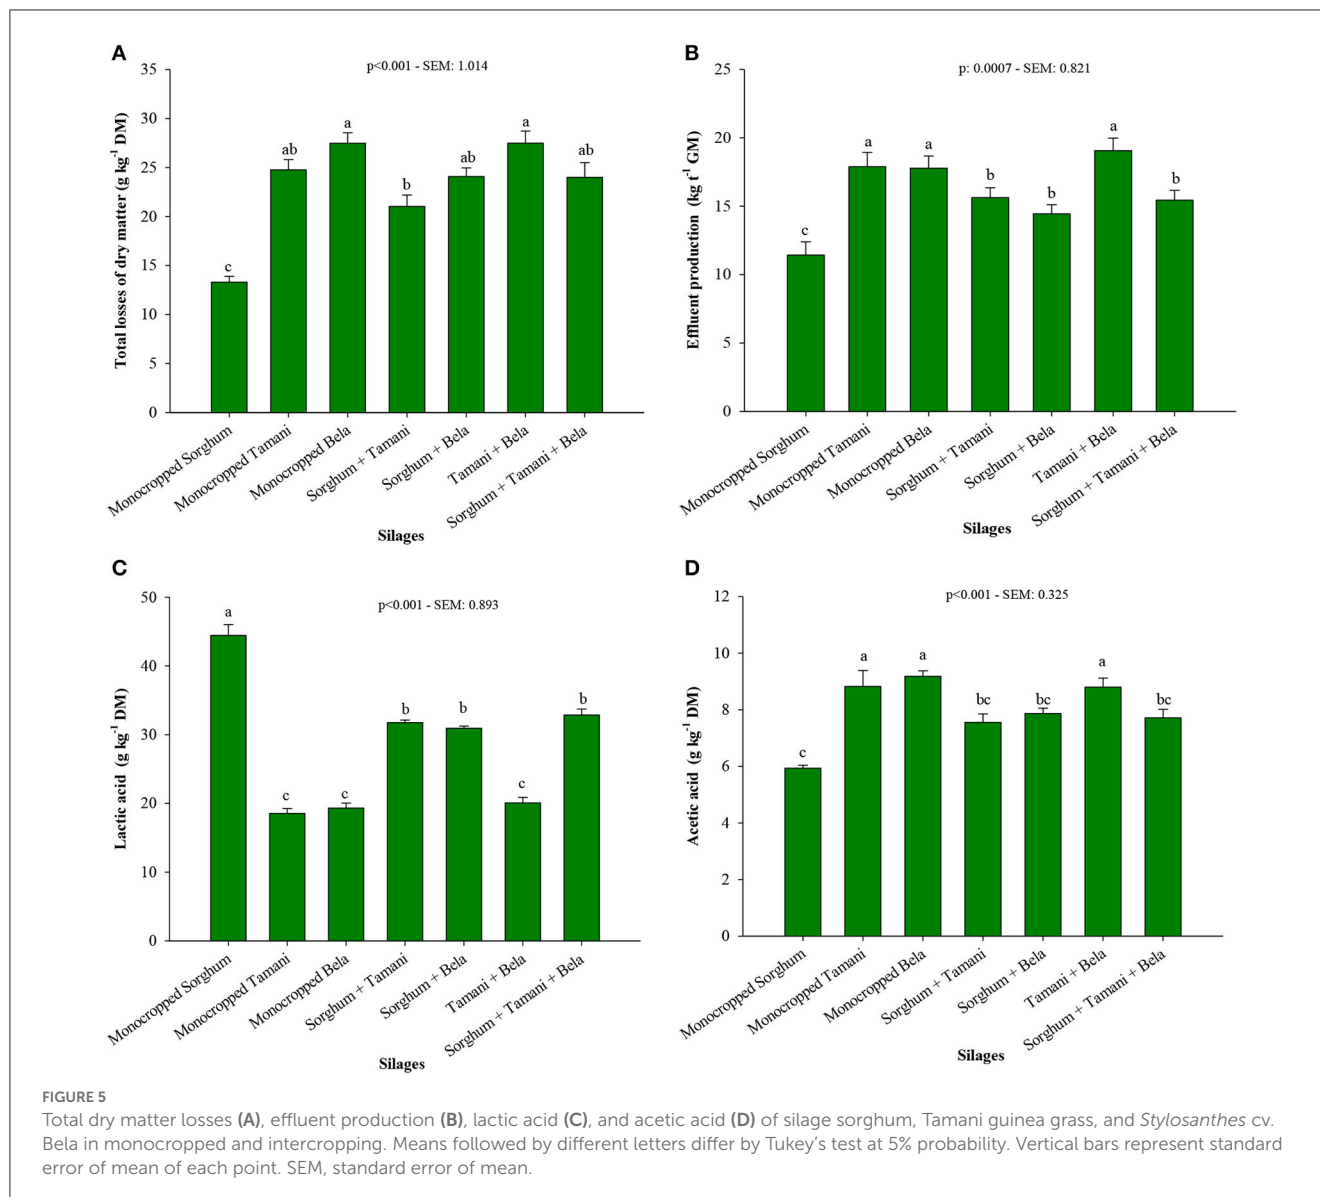 A
p<0.001 - SEM: 1.014
Total losses of dry matter (g kg⁻¹ DM)
35
30
25
20
15
10
5
0
c
ab
a
b
ab
a
ab
Monocropped Sorghum
Monocropped Tamani
Monocropped Bela
Sorghum + Tamani
Sorghum + Bela
Tamani + Bela
Sorghum + Tamani + Bela
Silages
B
p: 0.0007 - SEM: 0.821
Effluent production (kg t⁻¹ GM)
25
20
15
10
5
0
c
a
a
b
b
a
b
Monocropped Sorghum
Monocropped Tamani
Monocropped Bela
Sorghum + Tamani
Sorghum + Bela
Tamani + Bela
Sorghum + Tamani + Bela
Silages
C
p<0.001 - SEM: 0.893
Lactic acid (g kg⁻¹ DM)
50
40
30
20
10
0
a
c
c
b
b
c
b
Monocropped Sorghum
Monocropped Tamani
Monocropped Bela
Sorghum + Tamani
Sorghum + Bela
Tamani + Bela
Sorghum + Tamani + Bela
Silages
D
p<0.001 - SEM: 0.325
Acetic acid (g kg⁻¹ DM)
12
10
8
6
4
2
0
c
a
a
bc
bc
a
bc
Monocropped Sorghum
Monocropped Tamani
Monocropped Bela
Sorghum + Tamani
Sorghum + Bela
Tamani + Bela
Sorghum + Tamani + Bela
Silages
FIGURE 5
Total dry matter losses (A), effluent production (B), lactic acid (C), and acetic acid (D) of silage sorghum, Tamani guinea grass, and Stylosanthes cv.
Bela in monocropped and intercropping. Means followed by different letters differ by Tukey's test at 5% probability. Vertical bars represent standard
error of mean of each point. SEM, standard error of mean.